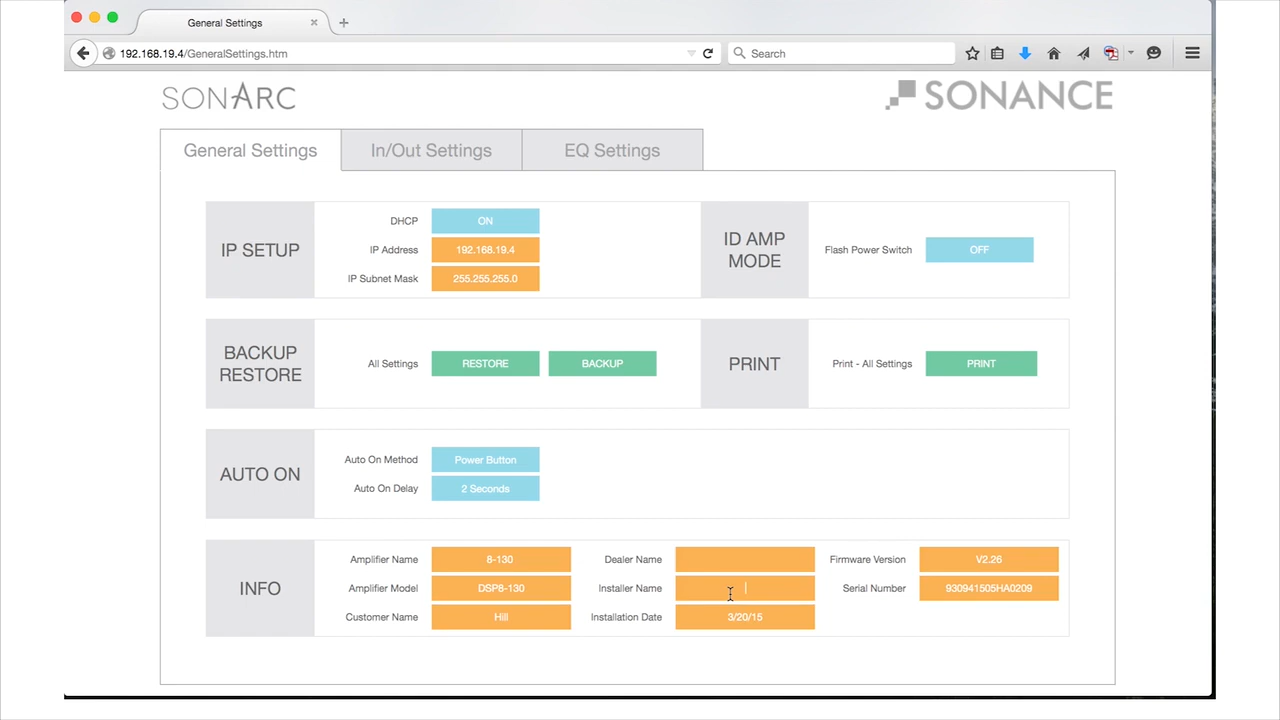 General Settings
192.168.19.4/GeneralSettings.htm
Search
SONARC
SONANCE
General Settings
In/Out Settings
EQ Settings
IP SETUP
DHCP
ON
IP Address
192.168.19.4
IP Subnet Mask
255.255.255.0
ID AMP
MODE
Flash Power Switch
OFF
BACKUP
RESTORE
All Settings
RESTORE
BACKUP
PRINT
Print - All Settings
PRINT
AUTO ON
Auto On Method
Power Button
Auto On Delay
2 Seconds
INFO
Amplifier Name
8-130
Dealer Name
Firmware Version
V2.26
Amplifier Model
DSP8-130
Installer Name
Serial Number
930941505HA0209
Customer Name
Hill
Installation Date
3/20/15